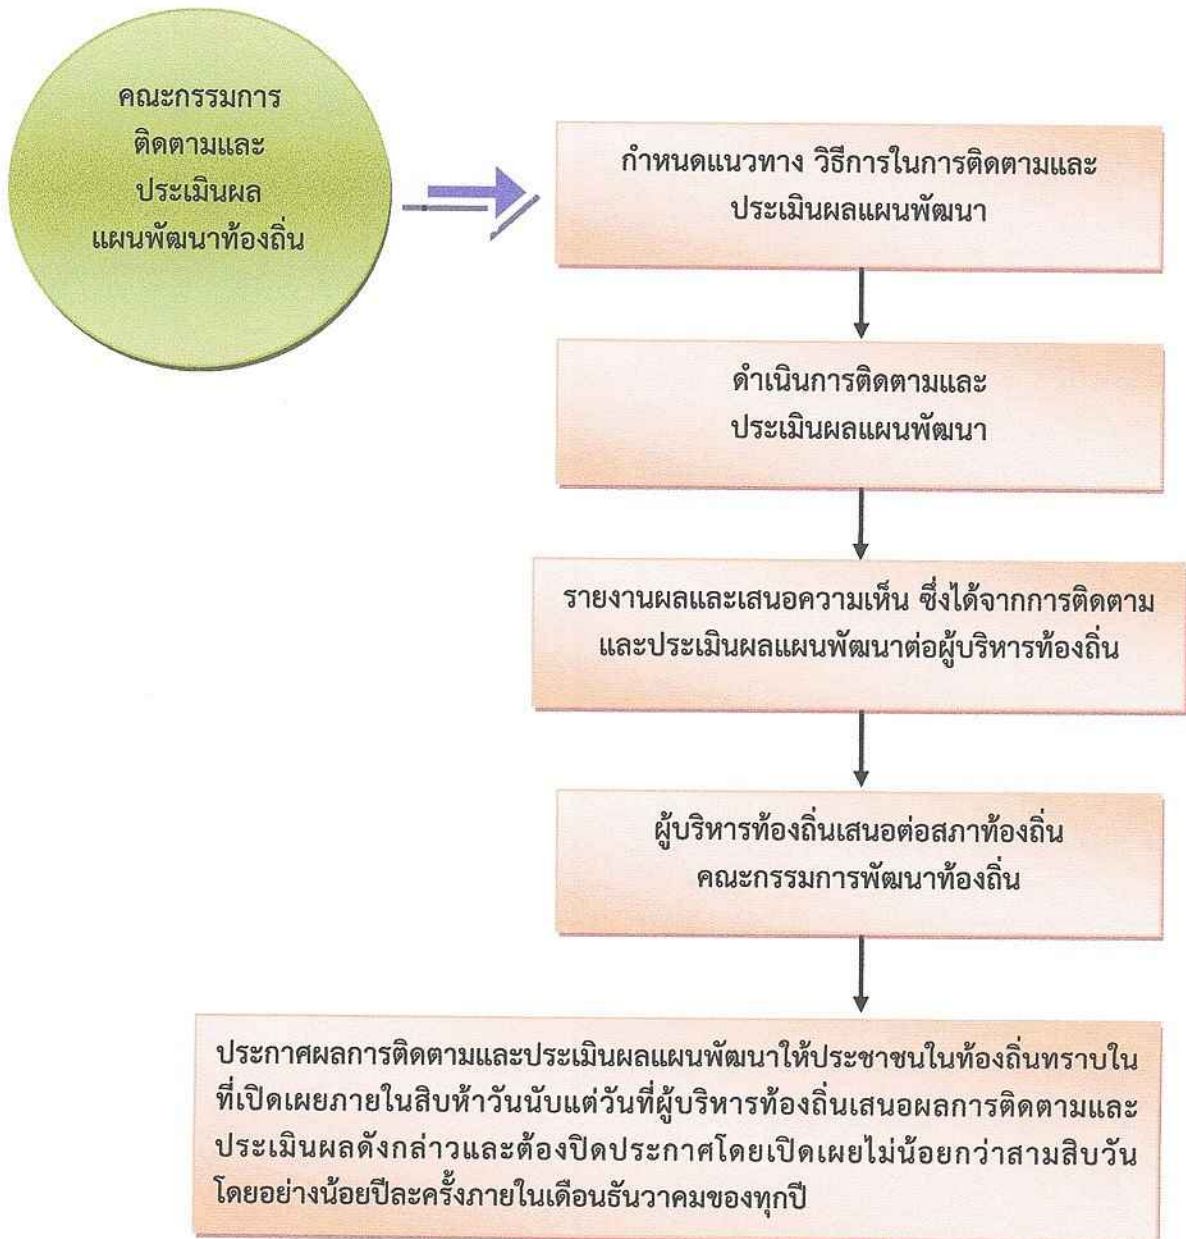 คณะกรรมการ
ติดตามและ
ประเมินผล
แผนพัฒนาท้องถิ่น
กำหนดแนวทาง วิธีการในการติดตามและ
ประเมินผลแผนพัฒนา
ดำเนินการติดตามและ
ประเมินผลแผนพัฒนา
รายงานผลและเสนอความเห็น ซึ่งได้จากการติดตาม
และประเมินผลแผนพัฒนาต่อผู้บริหารท้องถิ่น
ผู้บริหารท้องถิ่นเสนอต่อสภาท้องถิ่น
คณะกรรมการพัฒนาท้องถิ่น
ประกาศผลการติดตามและประเมินผลแผนพัฒนาให้ประชาชนในท้องถิ่นทราบใน
ที่เปิดเผยภายในสิบห้าวันนับแต่วันที่ผู้บริหารท้องถิ่นเสนอผลการติดตามและ
ประเมินผลดังกล่าวและต้องปิดประกาศโดยเปิดเผยไม่น้อยกว่าสามสิบวัน
โดยอย่างน้อยปีละครั้งภายในเดือนธันวาคมของทุกปี